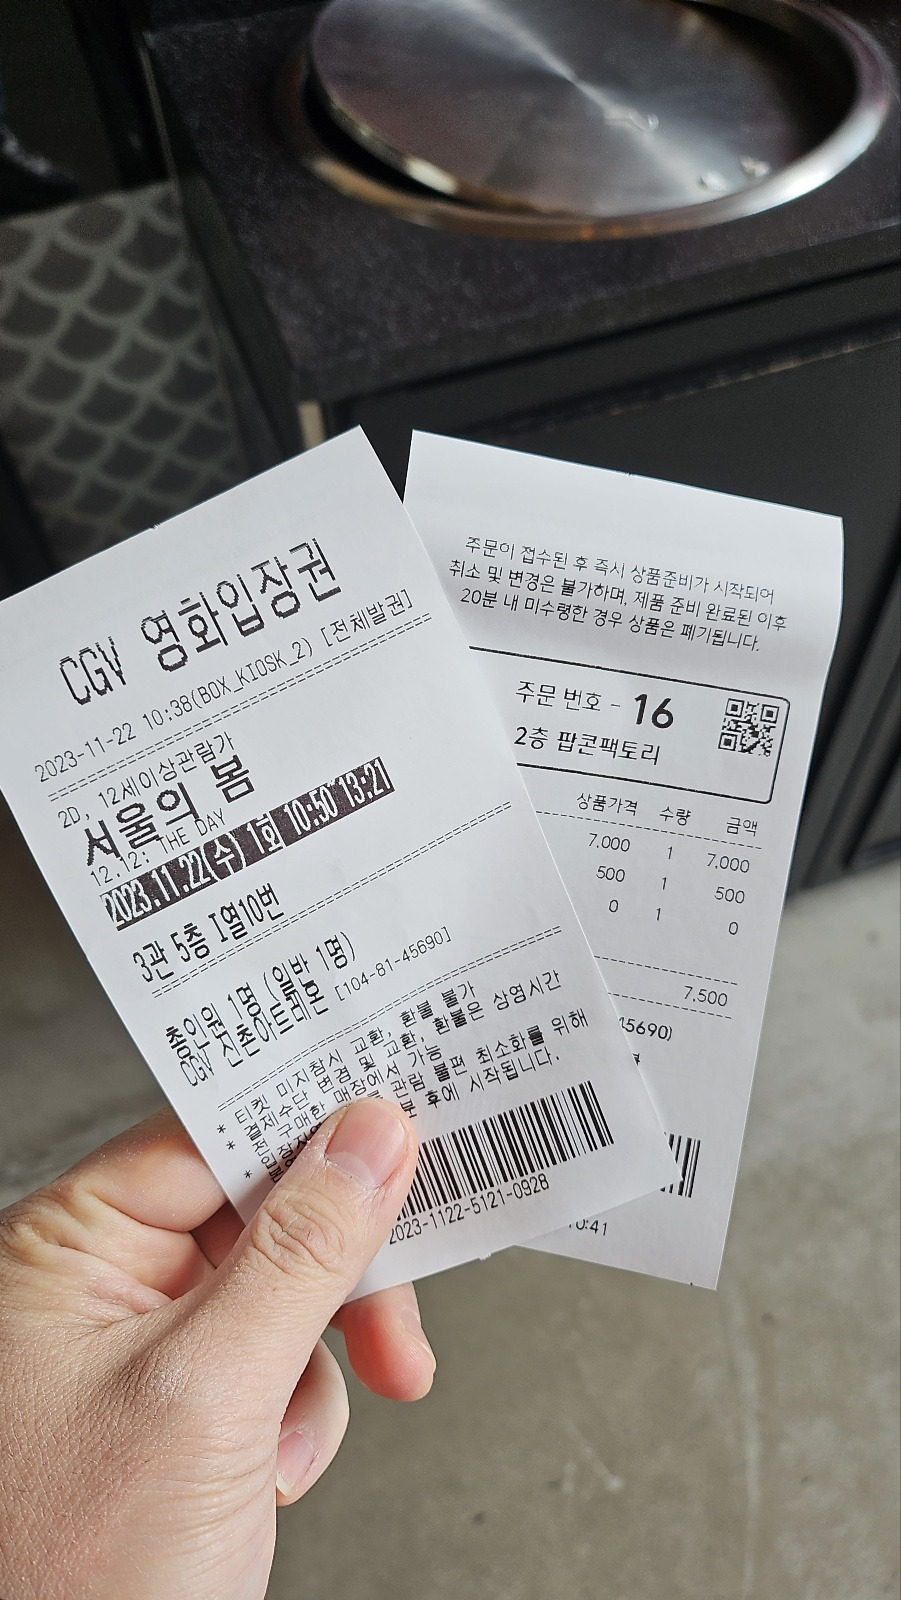 CGV 영화입장권
2023-11-22 10:38(BOX_KIOSK_2) [전체발권]
2D, 12세이상관람가
서울의 봄
12.12: THE DAY
2023.11.22(수) 1회 10:50~13:21
3관 5층 I열10번
총인원 1명 (일반 1명)
CGV 신촌아트레온 [104-81-45690]
* 티켓 미지참시 교환, 환불 불가
* 결제수단 변경 및 교환, 환불은 상영시간
전 구매한 매장에서 가능
* 관람 불편 최소화를 위해
후에 시작됩니다.
2023-1122-5121-0928
주문이 접수된 후 즉시 상품준비가 시작되어
취소 및 변경은 불가하며, 제품 준비 완료된 이후
20분 내 미수령한 경우 상품은 폐기됩니다.
주문 번호 - 16
2층 팝콘팩토리
상품가격 수량 금액
7,000 1 7,000
500 1 500
0 1 0
7,500
45690)
0:41